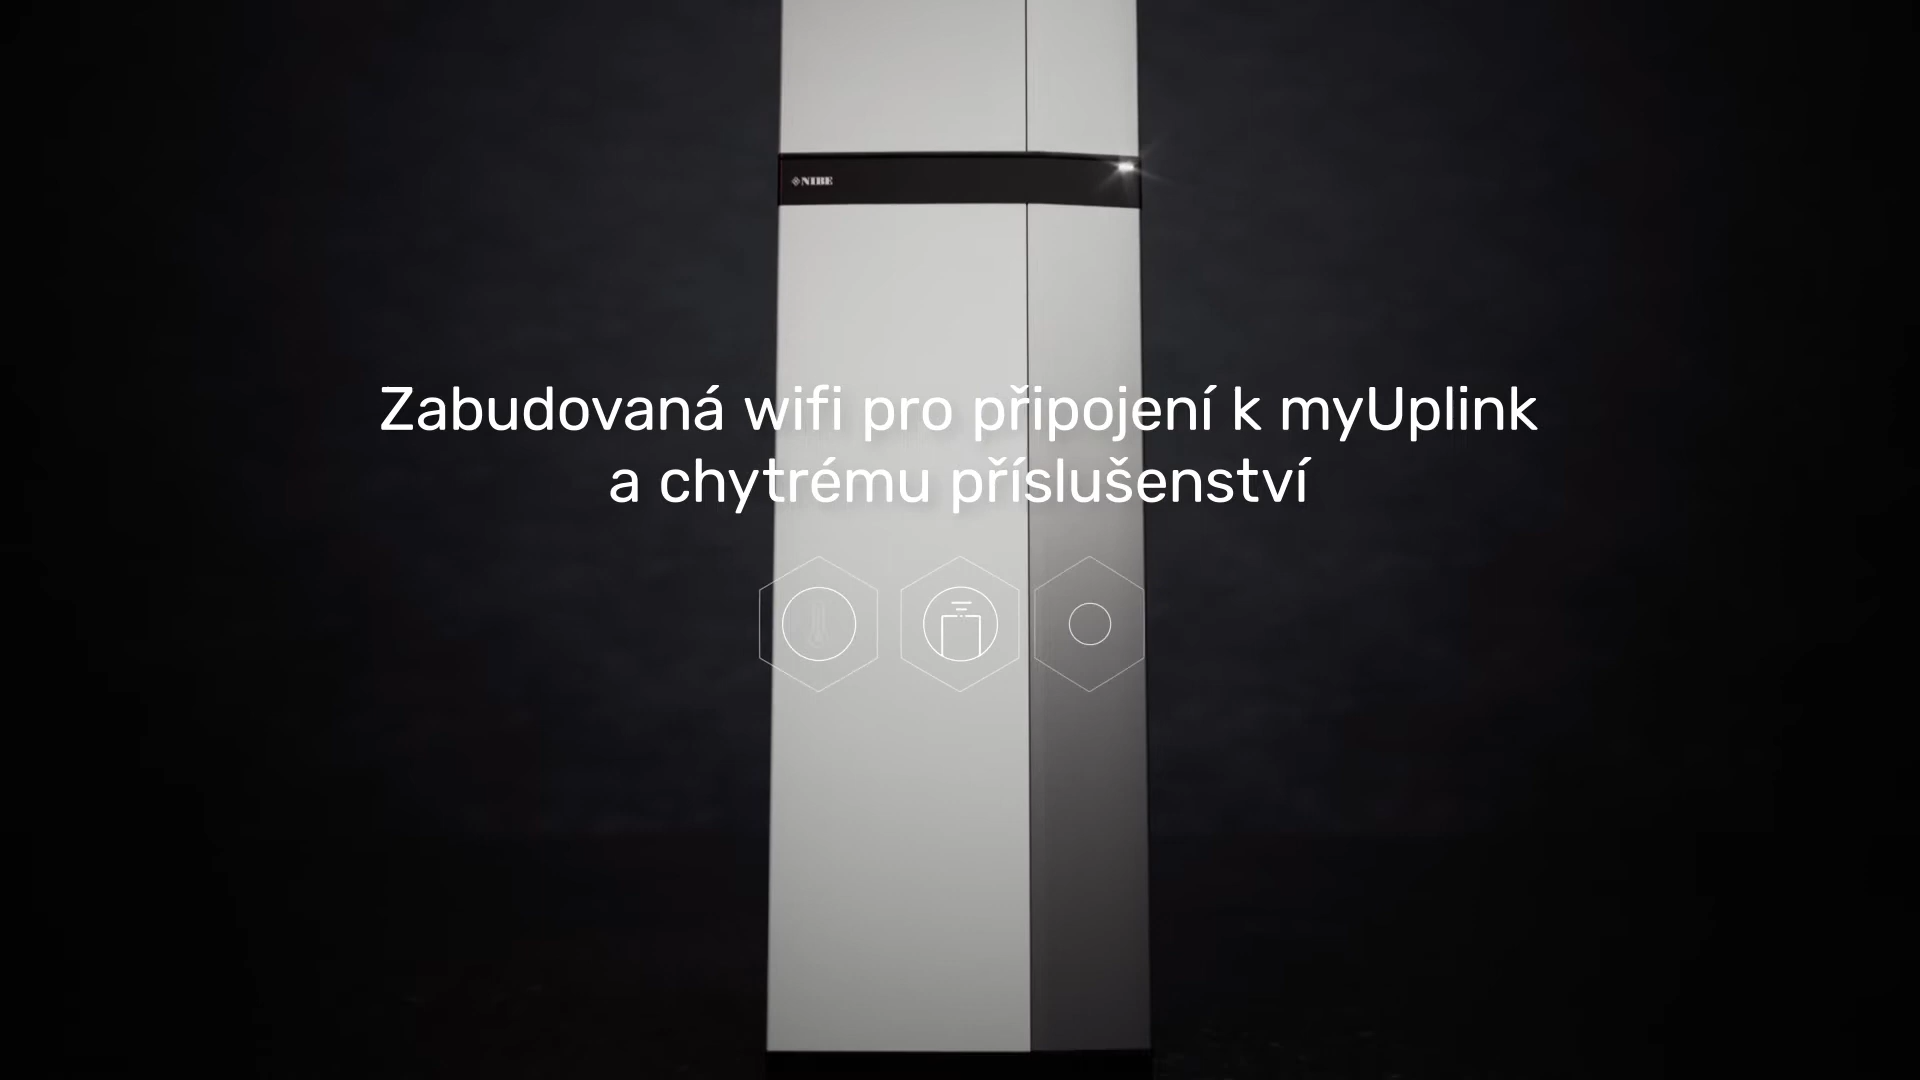 NIBE
Zabudovaná wifi pro připojení k myUplink
a chytrému příslušenství